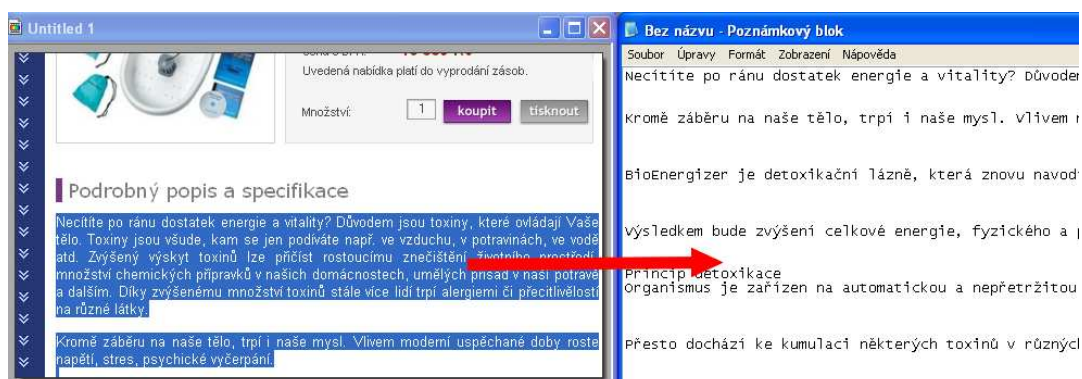 Untitled 1
Uvedená nabídka platí do vyprodání zásob.
Množství:
1
koupit
tisknout
Podrobný popis a specifikace
Necítíte po ránu dostatek energie a vitality? Důvodem jsou toxiny, které ovládají Vaše
tělo. Toxiny jsou všude, kam se jen podíváte např. ve vzduchu, v potravinách, ve vodě
atd. Zvýšený výskyt toxinů lze přičíst rostoucímu znečištění životního prostředí,
množství chemických přípravků v našich domácnostech, umělých přísad v naší potravě
a dalším. Díky zvýšenému množství toxinů stále více lidí trpí alergiemi či přecitlivělostí
na různé látky.
Kromě záběru na naše tělo, trpí i naše mysl. Vlivem moderní uspěchané doby roste
napětí, stres, psychické vyčerpání.
Bez názvu - Poznámkový blok
Soubor Úpravy Formát Zobrazení Nápověda
Necítíte po ránu dostatek energie a vitality? Důvodem
Kromě záběru na naše tělo, trpí i naše mysl. Vlivem
BioEnergizer je detoxikační lázně, která znovu navod
Výsledkem bude zvýšení celkové energie, fyzického a
Princip detoxikace
Organismus je zařízen na automatickou a nepřetržitou
Přesto dochází ke kumulaci některých toxinů v různýc